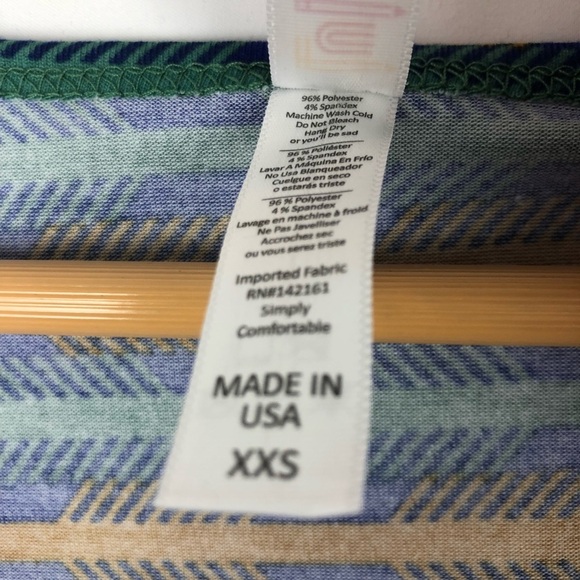 96% Polyester
4% Spandex
Machine Wash Cold
Do Not Bleach
Hang Dry
or you'll be sad
96% Poliéster
4% Spandex
Lavar A Máquina En Frío
No Usa Blanqueador
Cuelgue en seco
o estarás triste
96% Polyester
4% Spandex
Lavage en machine à froid
Ne Pas Javelliser
Accrochez sec
ou vous serez triste
Imported Fabric
RN#142161
Simply
Comfortable
MADE IN
USA
XXS